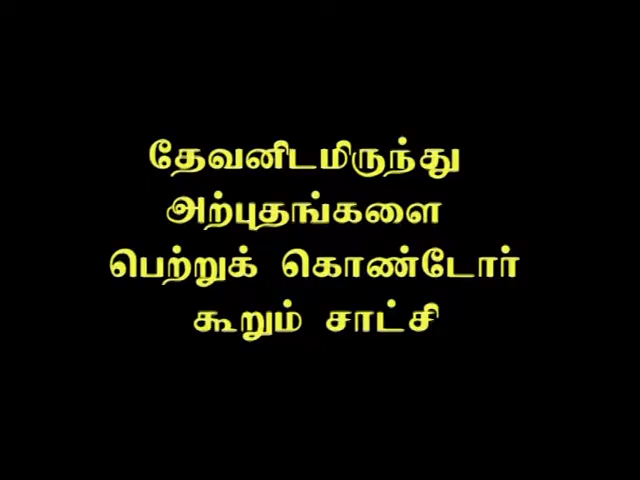 தேவனிடமிருந்து
அற்புதங்களை
பெற்றுக் கொண்டோர்
கூறும் சாட்சி